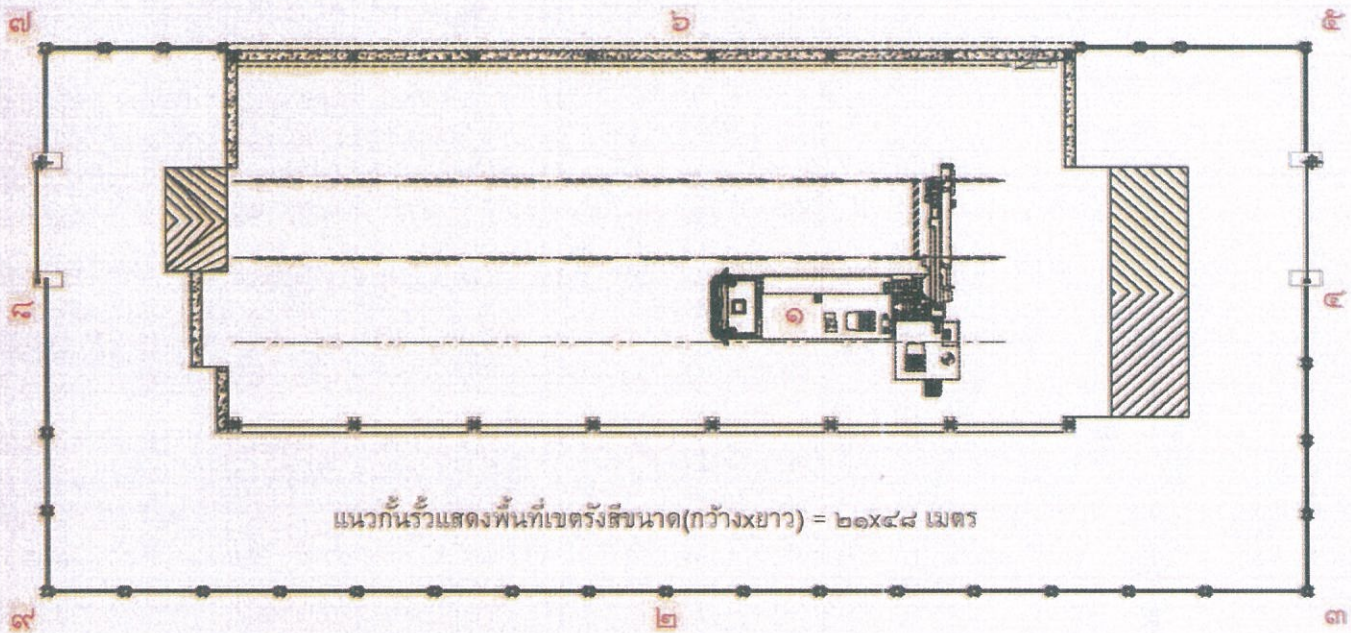 ๗ ๖ ๕
๘ ๑ ๔
แนวกั้นรั้วแสดงพื้นที่เขตรังสีขนาด(กว้างxยาว) = ๒๑x๔๘ เมตร
๙ ๒ ๓